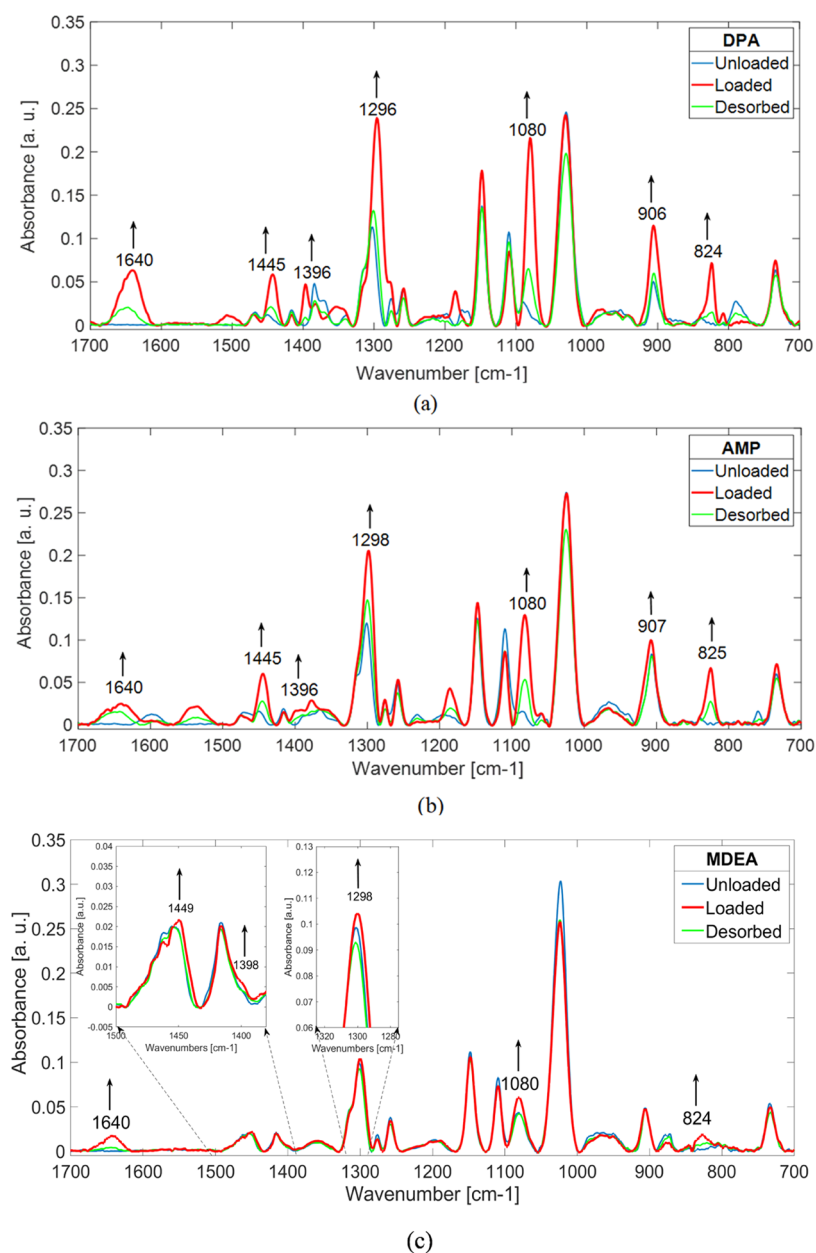 0.35
0.3
0.25
0.2
0.15
0.1
0.05
0
Absorbance [a. u.]
DPA
Unloaded
Loaded
Desorbed
1640
1445
1396
1296
1080
906
824
1700 1600 1500 1400 1300 1200 1100 1000 900 800 700
Wavenumber [cm-1]
(a)
0.35
0.3
0.25
0.2
0.15
0.1
0.05
0
Absorbance [a. u.]
AMP
Unloaded
Loaded
Desorbed
1640
1445
1396
1298
1080
907
825
1700 1600 1500 1400 1300 1200 1100 1000 900 800 700
Wavenumber [cm-1]
(b)
0.35
0.3
0.25
0.2
0.15
0.1
0.05
0
Absorbance [a. u.]
0.04
0.035
0.03
0.025
0.02
0.015
0.01
0.005
0
-0.005
Absorbance [a.u.]
1449
1398
1500 1450 1400
Wavenumbers [cm-1]
0.13
0.12
0.11
0.1
0.09
0.08
0.07
0.06
Absorbance [a.u.]
1298
1320 1300 1280
Wavenumbers [cm-1]
MDEA
Unloaded
Loaded
Desorbed
1640
1080
824
1700 1600 1500 1400 1300 1200 1100 1000 900 800 700
Wavenumber [cm-1]
(c)